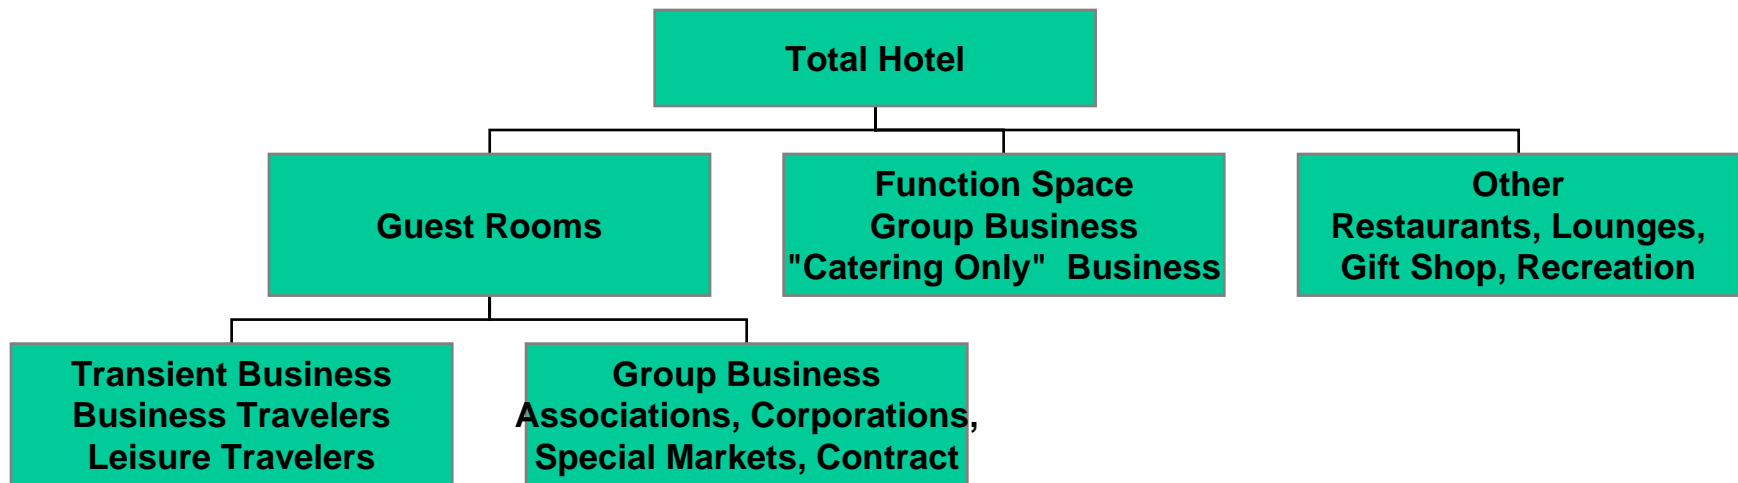 Total Hotel
Guest Rooms
Function Space
Group Business
"Catering Only"  Business
Other
Restaurants, Lounges,
Gift Shop, Recreation
Transient Business
Business Travelers
Leisure Travelers
Group Business
Associations, Corporations,
Special Markets, Contract